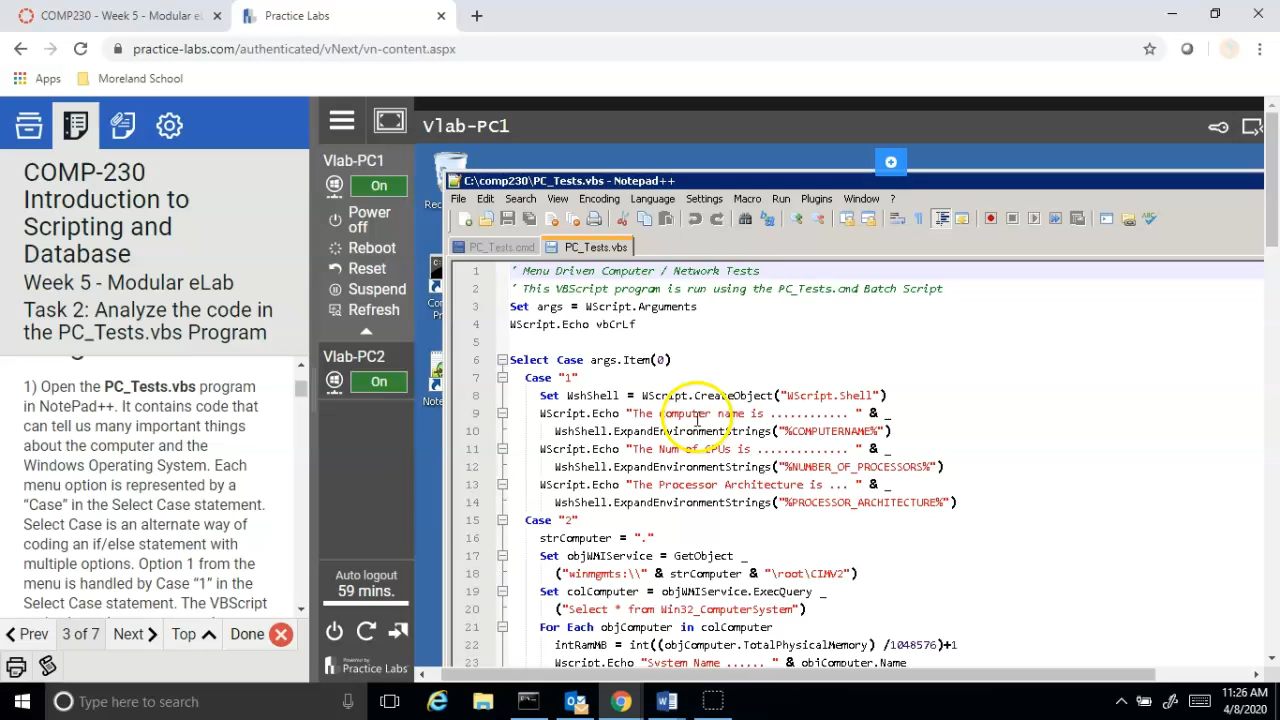 COMP230 - Week 5 - Modular eL
Practice Labs
practice-labs.com/authenticated/vNext/vn-content.aspx
Apps
Moreland School
COMP-230
Introduction to
Scripting and
Database
Week 5 - Modular eLab
Task 2: Analyze the code in
the PC_Tests.vbs Program
1) Open the PC_Tests.vbs program
in NotePad++. It contains code that
can tell us many important things
about the computer and the
Windows Operating System. Each
menu option is represented by a
“Case” in the Select Case statement.
Select Case is an alternate way of
coding an if/else statement with
multiple options. Option 1 from the
menu is handled by Case “1” in the
Select Case statement. The VBScript
Prev
3 of 7
Next
Top
Done
Vlab-PC1
On
Power
off
Reboot
Reset
Suspend
Refresh
Vlab-PC2
On
Auto logout
59 mins.
Powered by
Practice Labs
Vlab-PC1
C:\comp230\PC_Tests.vbs - Notepad++
File Edit Search View Encoding Language Settings Macro Run Plugins Window ?
PC_Tests.cmd
PC_Tests.vbs
1 ' Menu Driven Computer / Network Tests
2 ' This VBScript program is run using the PC_Tests.cmd Batch Script
3 Set args = WScript.Arguments
4 WScript.Echo vbCrLf
5
6 Select Case args.Item(0)
7 Case "1"
8 Set WshShell = WScript.CreateObject("WScript.Shell")
9 WScript.Echo "The computer name is ............ " & _
10 WshShell.ExpandEnvironmentStrings("%COMPUTERNAME%")
11 WScript.Echo "The Num of CPUs is .............. " & _
12 WshShell.ExpandEnvironmentStrings("%NUMBER_OF_PROCESSORS%")
13 WScript.Echo "The Processor Architecture is ... " & _
14 WshShell.ExpandEnvironmentStrings("%PROCESSOR_ARCHITECTURE%")
15 Case "2"
16 strComputer = "."
17 Set objWMIService = GetObject _
18 ("winmgmts:\\" & strComputer & "\root\CIMV2")
19 Set colComputer = objWMIService.ExecQuery _
20 ("Select * from Win32_ComputerSystem")
21 For Each objComputer in colComputer
22 intRamMB = int((objComputer.TotalPhysicalMemory) /1048576)+1
23 Wscript.Echo "System Name ...... " & objComputer.Name
Type here to search
11:26 AM
4/8/2020